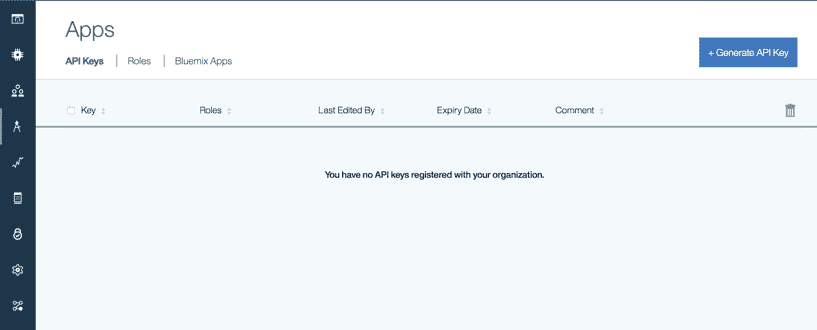 Apps
API Keys Roles Bluemix Apps
+ Generate API Key
Key Roles Last Edited By Expiry Date Comment
You have no API keys registered with your organization.